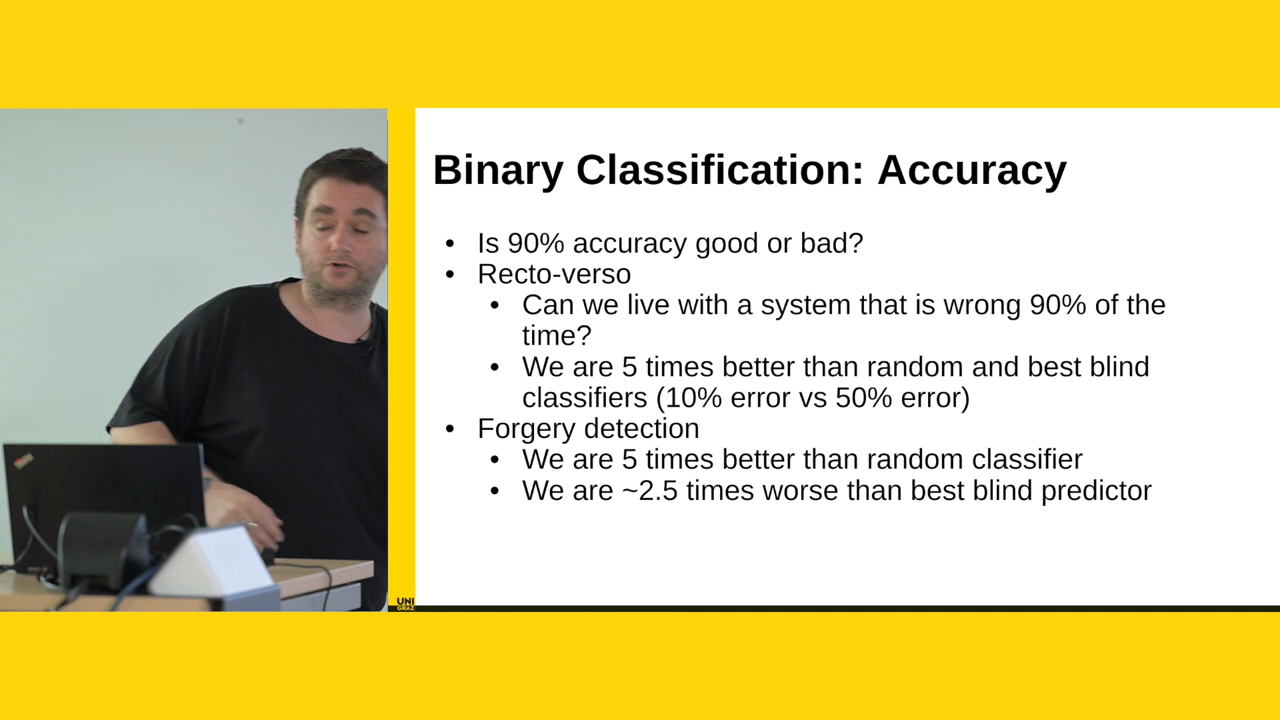 Binary Classification: Accuracy
• Is 90% accuracy good or bad?
• Recto-verso
• Can we live with a system that is wrong 90% of the
time?
• We are 5 times better than random and best blind
classifiers (10% error vs 50% error)
• Forgery detection
• We are 5 times better than random classifier
• We are ~2.5 times worse than best blind predictor
UNI
GRAZ